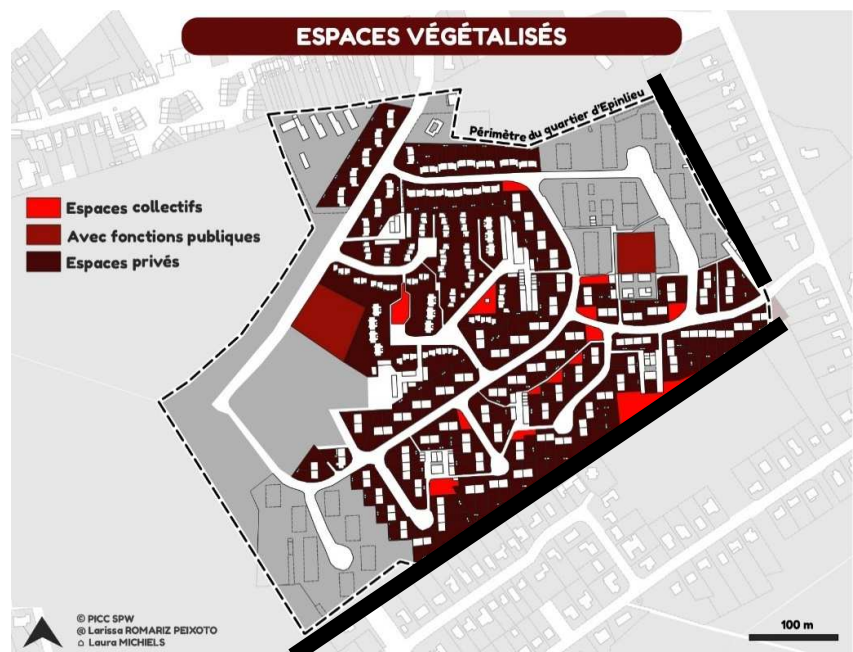 ESPACES VÉGÉTALISÉS
Périmètre du quartier d'Epinlieu
Espaces collectifs
Avec fonctions publiques
Espaces privés
© PICC SPW
@ Larissa ROMARIZ PEIXOTO
⌂ Laura MICHIELS
100 m